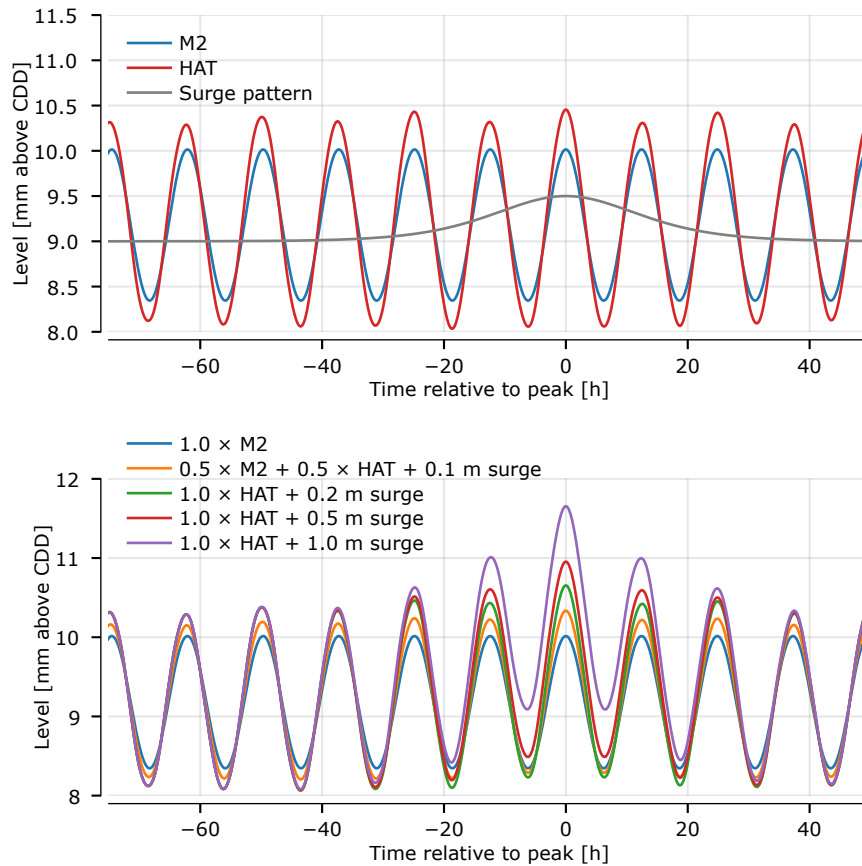 11.5
11.0
10.5
10.0
9.5
9.0
8.5
8.0
Level [mm above CDD]
M2
HAT
Surge pattern
−60
−40
−20
0
20
40
Time relative to peak [h]
1.0 × M2
0.5 × M2 + 0.5 × HAT + 0.1 m surge
1.0 × HAT + 0.2 m surge
1.0 × HAT + 0.5 m surge
1.0 × HAT + 1.0 m surge
12
11
10
9
8
Level [mm above CDD]
−60
−40
−20
0
20
40
Time relative to peak [h]